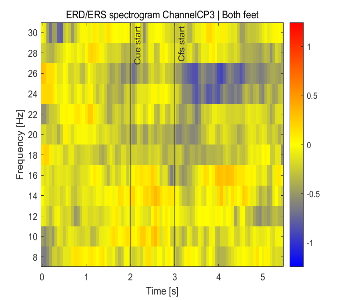 ERD/ERS spectrogram ChannelCP3 | Both feet
Frequency [Hz]
30
28
26
24
22
20
18
16
14
12
10
8
Cue start
Cfs start
1
0.5
0
-0.5
-1
0 1 2 3 4 5
Time [s]